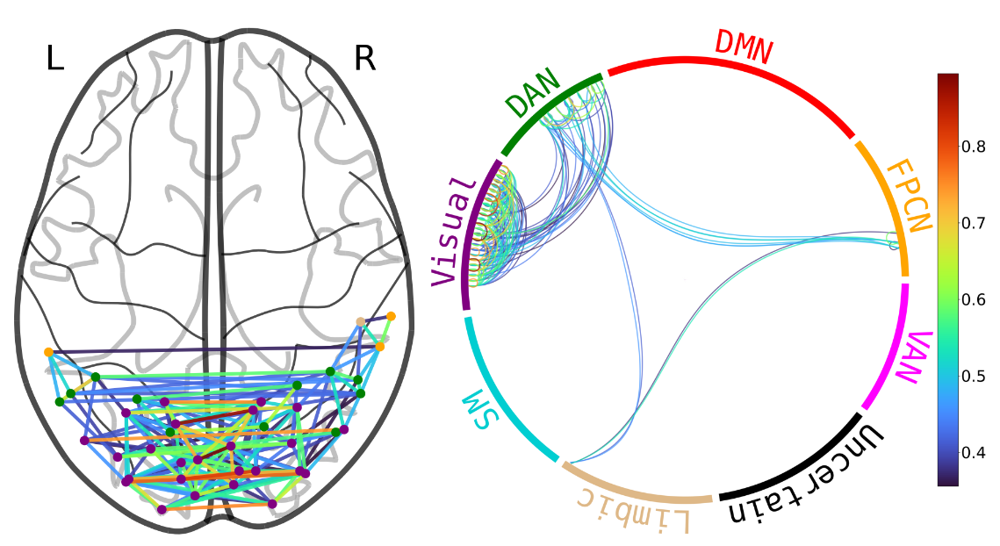 L
R
DMN
DAN
FPCN
Visual
VAN
SM
Uncertain
Limbic
0.8
0.7
0.6
0.5
0.4